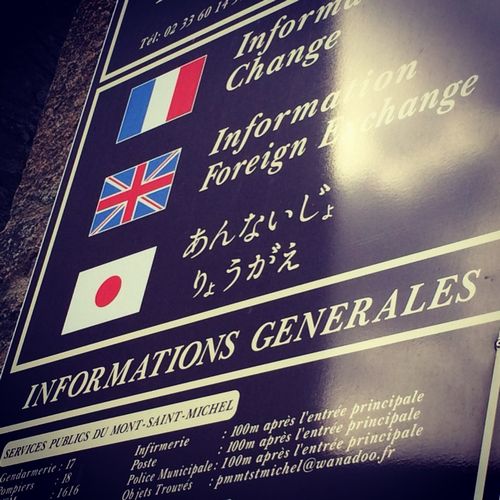 Tél: 02 33 60 14
Change
Information
Foreign Exchange
あんないじょ
りょうがえ
INFORMATIONS GENERALES
SERVICES PUBLICS DU MONT-SAINT-MICHEL
Gendarmerie : 17
: 18
: 1616
Infirmerie : 100m après l'entrée principale
Poste : 100m après l'entrée principale
Police Municipale : 100m après l'entrée principale
Objets Trouvés : pmmtstmichel@wanadoo.fr